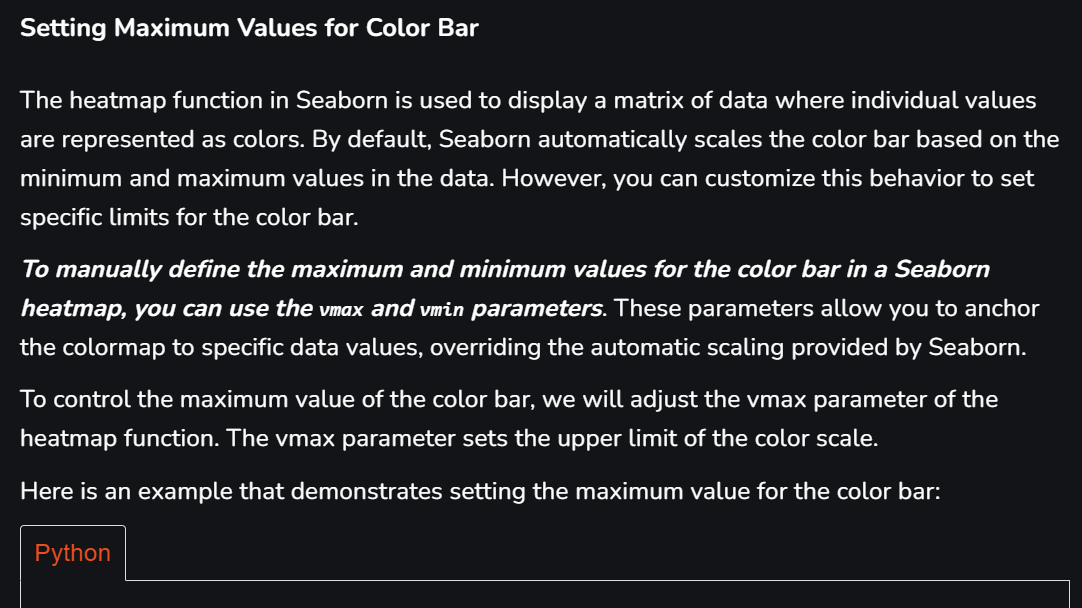 Setting Maximum Values for Color Bar
The heatmap function in Seaborn is used to display a matrix of data where individual values
are represented as colors. By default, Seaborn automatically scales the color bar based on the
minimum and maximum values in the data. However, you can customize this behavior to set
specific limits for the color bar.
To manually define the maximum and minimum values for the color bar in a Seaborn
heatmap, you can use the vmax and vmin parameters. These parameters allow you to anchor
the colormap to specific data values, overriding the automatic scaling provided by Seaborn.
To control the maximum value of the color bar, we will adjust the vmax parameter of the
heatmap function. The vmax parameter sets the upper limit of the color scale.
Here is an example that demonstrates setting the maximum value for the color bar:
Python